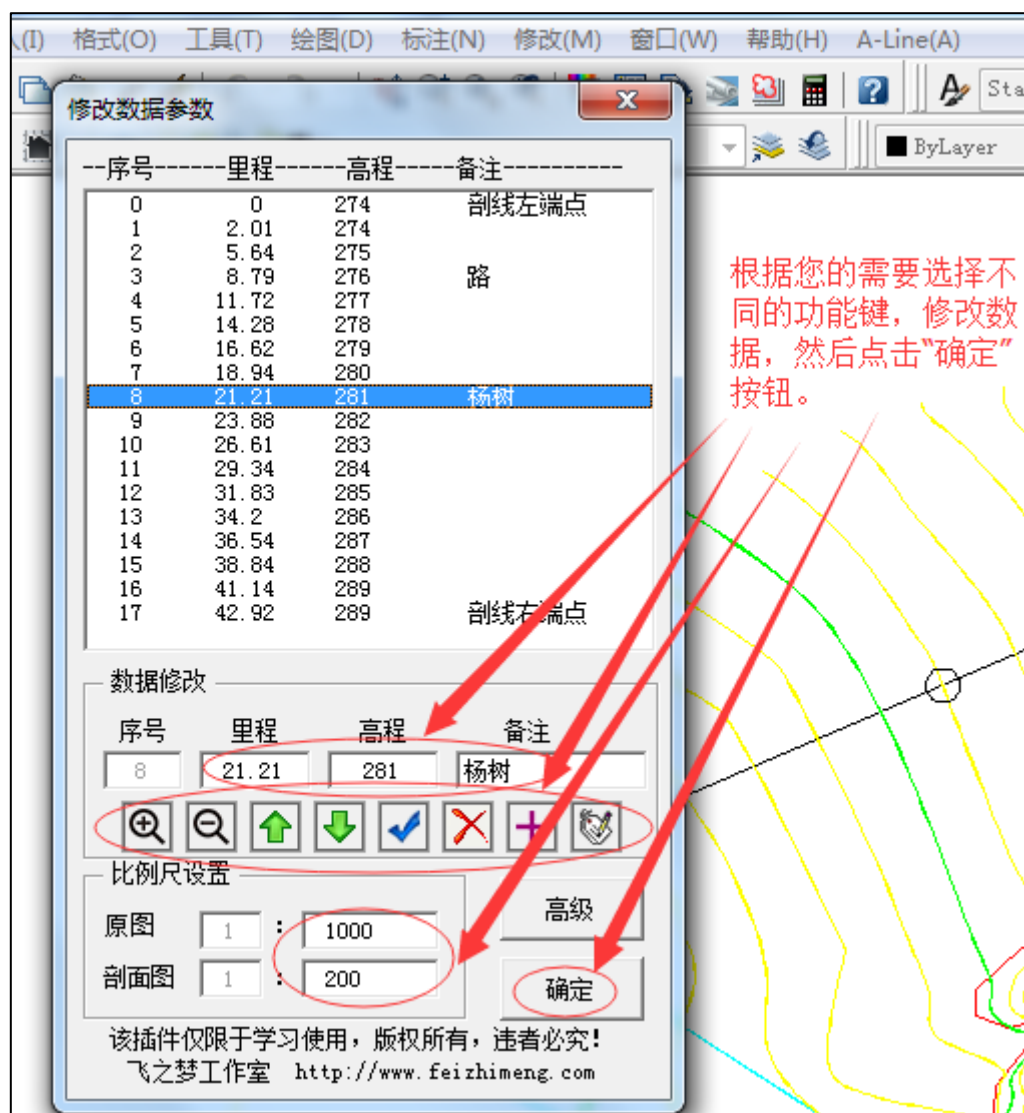 (I) 格式(O) 工具(T) 绘图(D) 标注(N) 修改(M) 窗口(W) 帮助(H) A-Line(A)
Sta
ByLayer
修改数据参数
--序号------里程------高程-----备注----------
0 0 274 剖线左端点
1 2.01 274
2 5.64 275
3 8.79 276 路
4 11.72 277
5 14.28 278
6 16.62 279
7 18.94 280
8 21.21 281 杨树
9 23.88 282
10 26.61 283
11 29.34 284
12 31.83 285
13 34.2 286
14 36.54 287
15 38.84 288
16 41.14 289
17 42.92 289 剖线右端点
根据您的需要选择不
同的功能键，修改数
据，然后点击“确定”
按钮。
数据修改
序号 里程 高程 备注
8 21.21 281 杨树
比例尺设置
原图 1 : 1000
剖面图 1 : 200
高级
确定
该插件仅限于学习使用，版权所有，违者必究!
飞之梦工作室 http://www.feizhimeng.com